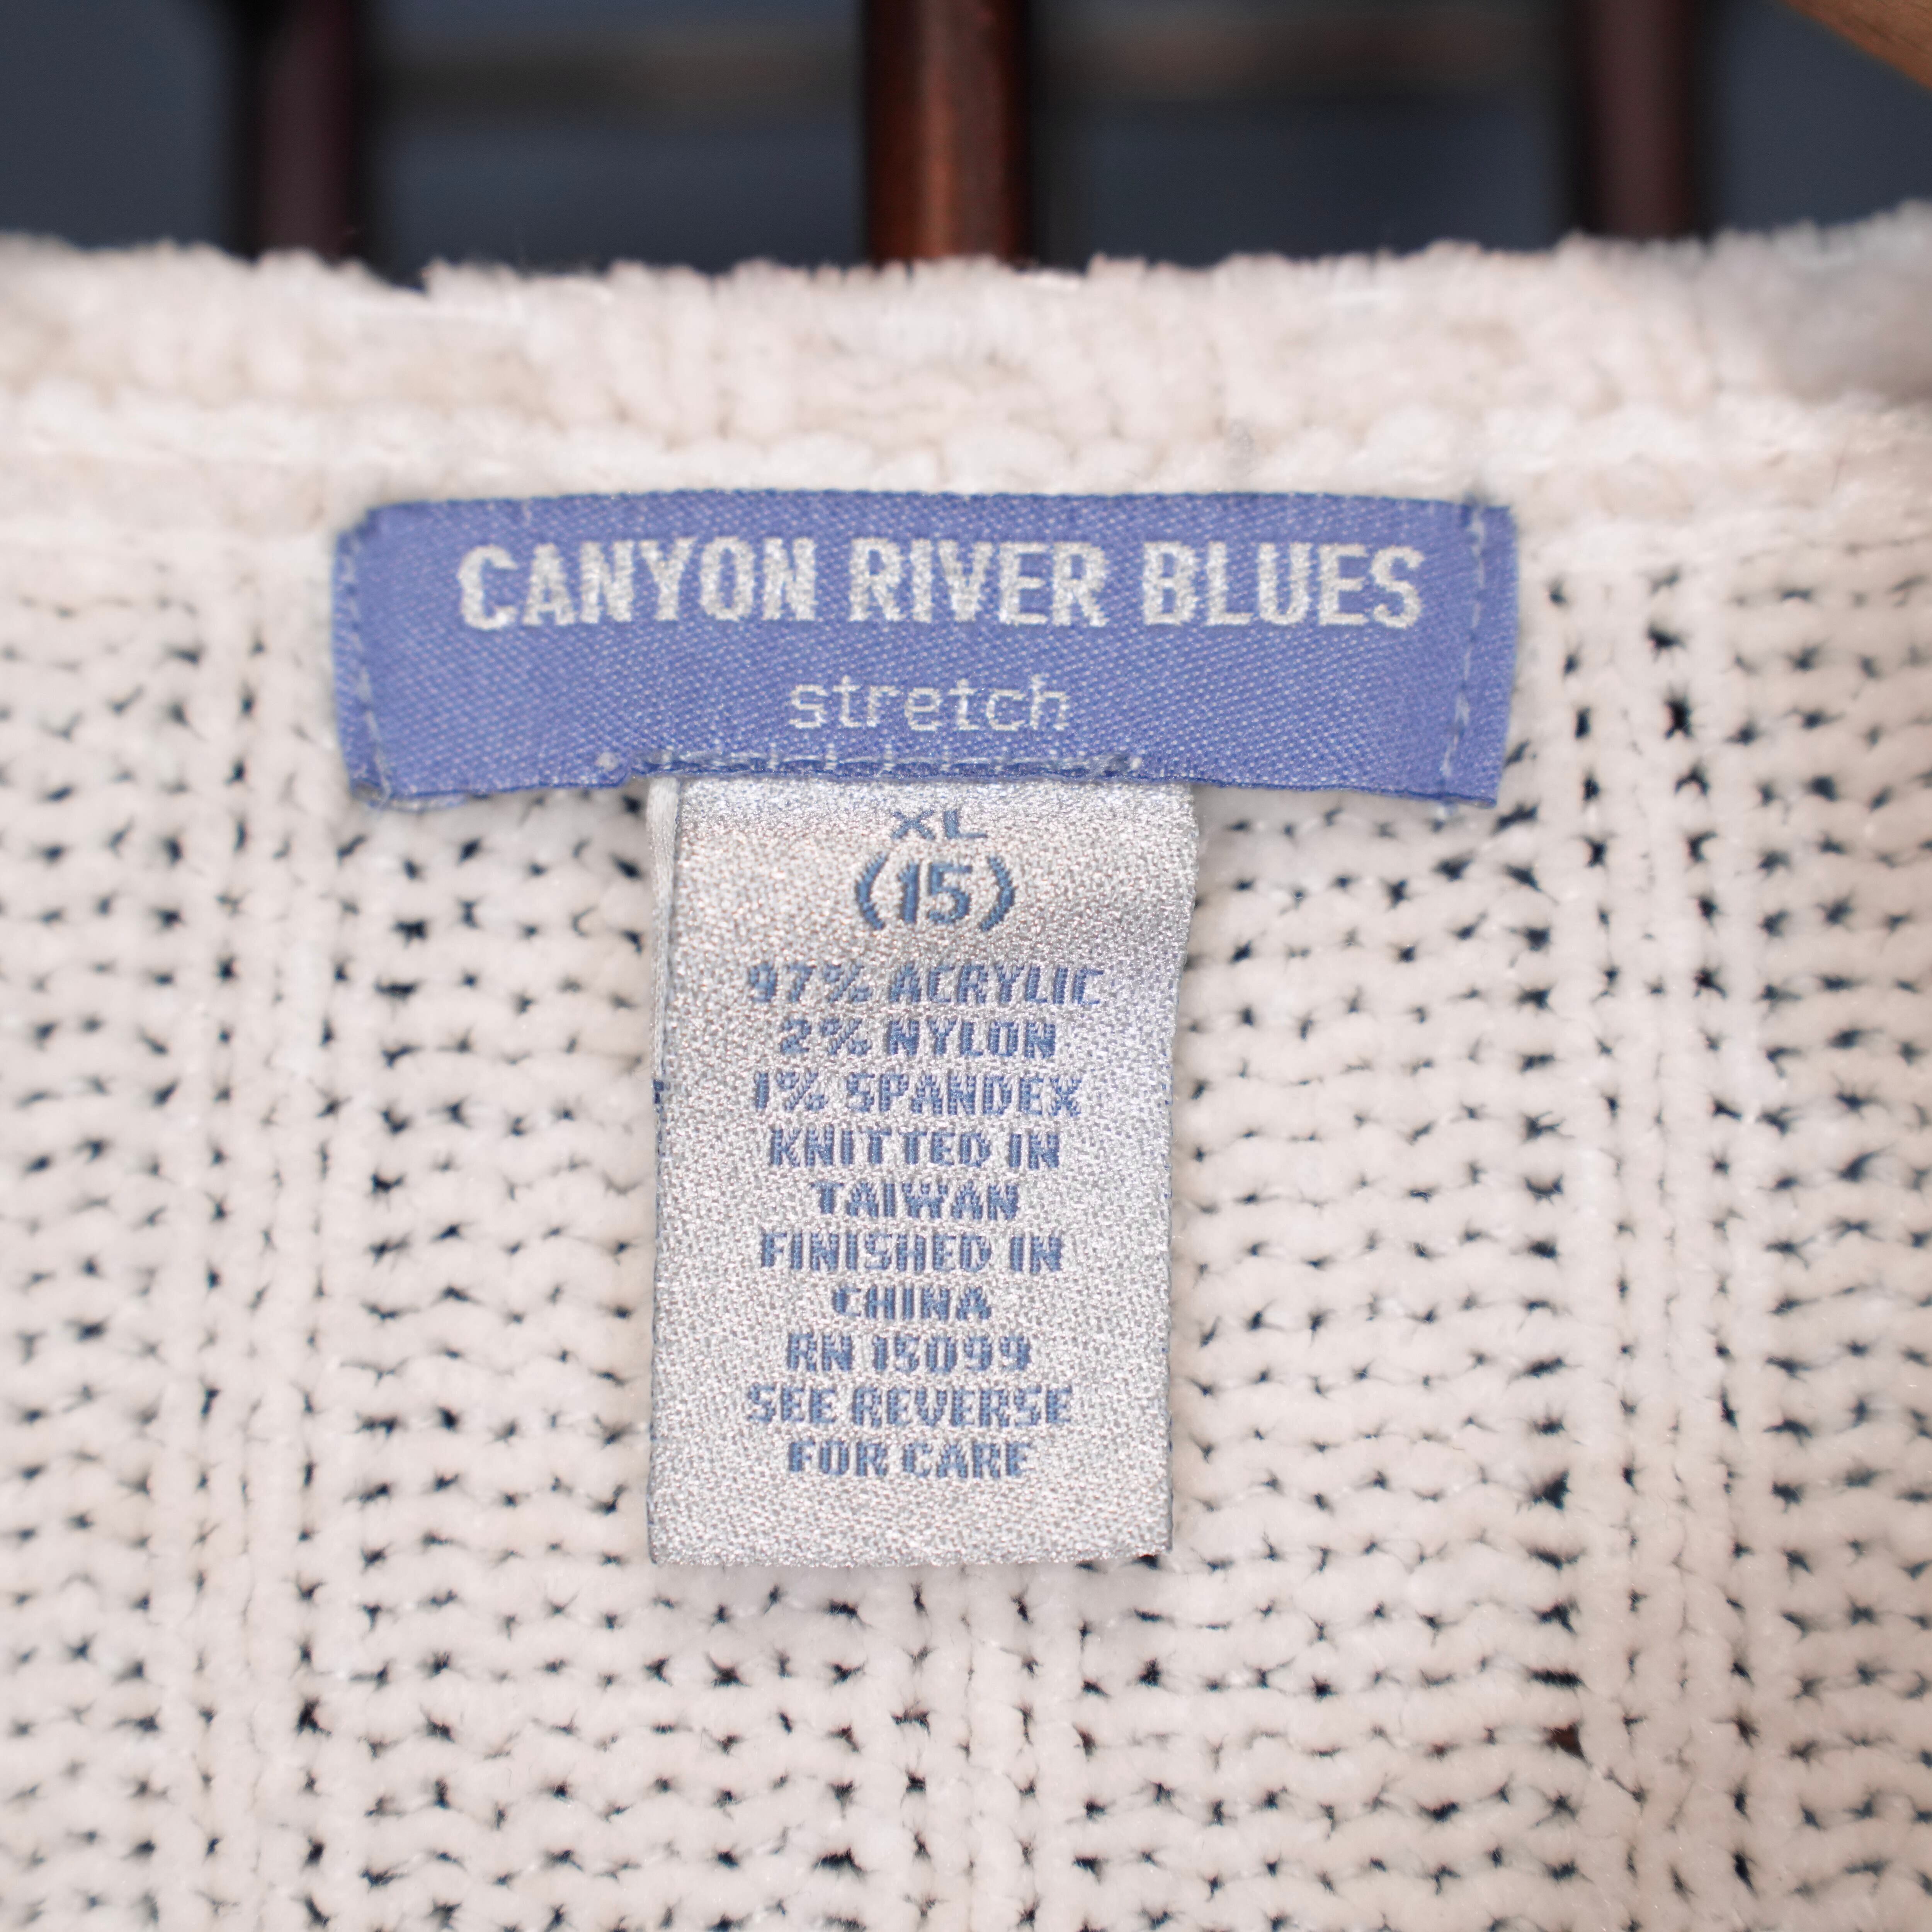 CANYON RIVER BLUES
stretch
XL
(15)
97% ACRYLIC
2% NYLON
1% SPANDEX
KNITTED IN
TAIWAN
FINISHED IN
CHINA
RN 15099
SEE REVERSE
FOR CARE